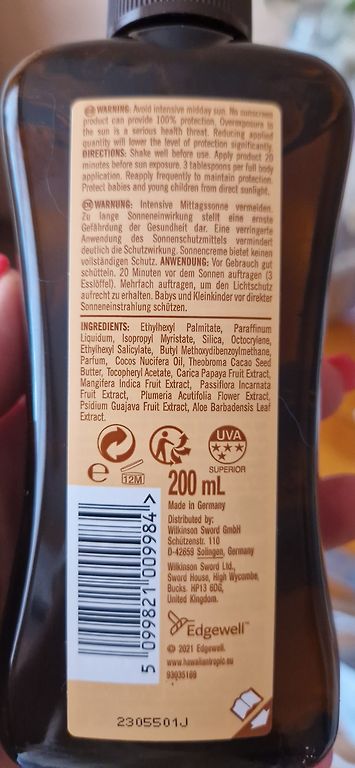 WARNING: Avoid intensive midday sun. No sunscreen
product can provide 100% protection. Overexposure to
the sun is a serious health threat. Reducing applied
quantity will lower the level of protection significantly.
DIRECTIONS: Shake well before use. Apply product 20
minutes before sun exposure. 3 tablespoons per full body
application. Reapply frequently to maintain protection.
Protect babies and young children from direct sunlight.
WARNUNG: Intensive Mittagssonne vermeiden.
Zu lange Sonneneinwirkung stellt eine ernste
Gefährdung der Gesundheit dar. Eine verringerte
Anwendung des Sonnenschutzmittels vermindert
deutlich die Schutzwirkung. Sonnencreme bietet keinen
vollständigen Schutz. ANWENDUNG: Vor Gebrauch gut
schütteln. 20 Minuten vor dem Sonnen auftragen (3
Esslöffel). Mehrfach auftragen, um den Lichtschutz
aufrecht zu erhalten. Babys und Kleinkinder vor direkter
Sonneneinstrahlung schützen.
INGREDIENTS: Ethylhexyl Palmitate, Paraffinum
Liquidum, Isopropyl Myristate, Silica, Octocrylene,
Ethylhexyl Salicylate, Butyl Methoxydibenzoylmethane,
Parfum, Cocos Nucifera Oil, Theobroma Cacao Seed
Butter, Tocopheryl Acetate, Carica Papaya Fruit Extract,
Mangifera Indica Fruit Extract, Passiflora Incarnata
Fruit Extract, Plumeria Acutifolia Flower Extract,
Psidium Guajava Fruit Extract, Aloe Barbadensis Leaf
Extract.
UVA
SUPERIOR
e 12M 200 mL
Made in Germany
Distributed by:
Wilkinson Sword GmbH
Schützenstr. 110
D-42659 Solingen, Germany
Wilkinson Sword Ltd.,
Sword House, High Wycombe,
Bucks. HP13 6DG,
United Kingdom.
Edgewell™
© 2021 Edgewell.
www.hawaiiantropic.eu
93035169
5 099821 009984 >
2305501J